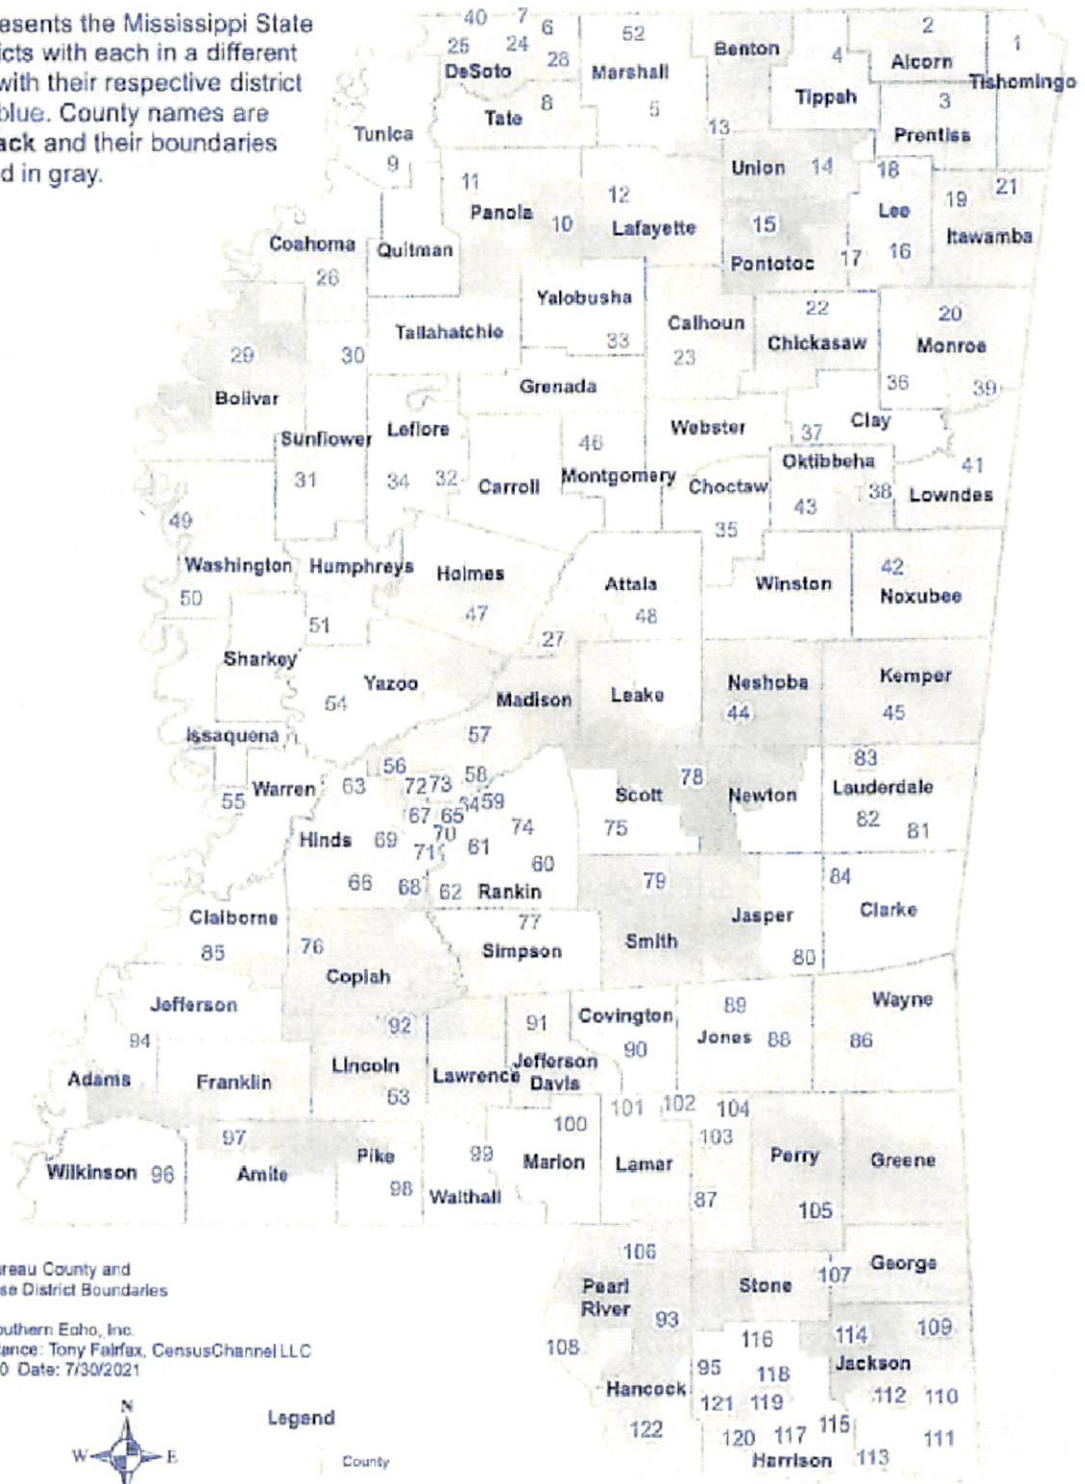 esents the Mississippi State
icts with each in a different
with their respective district
blue. County names are
ack and their boundaries
d in gray.
40 7 6 52 2 1
25 24 28 Benton 4 Alcorn
DeSoto Marshall Tishomingo
Tate 8 5 Tippah 3
Tunica 13 Prentiss
9 Union 14 18
11 12 19 21
Panola 10 Lafayette 15 Lee Itawamba
Coahoma Quitman Pontotoc 17 16
26
Yalobusha 22 20
Tallahatchie 33 Calhoun Chickasaw Monroe
29 30 23
Bolivar Grenada 36 39
Sunflower Leflore 46 Webster 37 Clay
31 34 32 Carroll Montgomery Choctaw Oktibbeha 41
43 38 Lowndes
49 35
Washington Humphreys Holmes Attala Winston 42
50 47 48 Noxubee
51 27
Sharkey Yazoo Madison Leake Neshoba Kemper
54 44 45
Issaquena 57
56 58 78 83
55 Warren 63 72 73 Scott Newton Lauderdale
67 65 64 59 75 82 81
Hinds 69 70 74
71 61 60
66 68 62 Rankin 79 84
Claiborne 77 Jasper Clarke
85 76 Simpson Smith 80
Copiah
Jefferson 92 91 Covington 89 Wayne
94 90 Jones 88 86
Adams Franklin Lincoln Lawrence Jefferson
Davis
53 101 102 104
97 100 103
Wilkinson 96 Amite Pike 99 Marion Lamar Perry Greene
98 Walthall 87 105
106 George
Pearl
River Stone 107
93
108 116 114 109
95 118 Jackson
Hancock 121 119 112 110
122 120 117 115 111
Harrison 113
reau County and
se District Boundaries
outhern Echo, Inc.
ance: Tony Fairfax, CensusChannel LLC
0 Date: 7/30/2021
N
W E
Legend
County